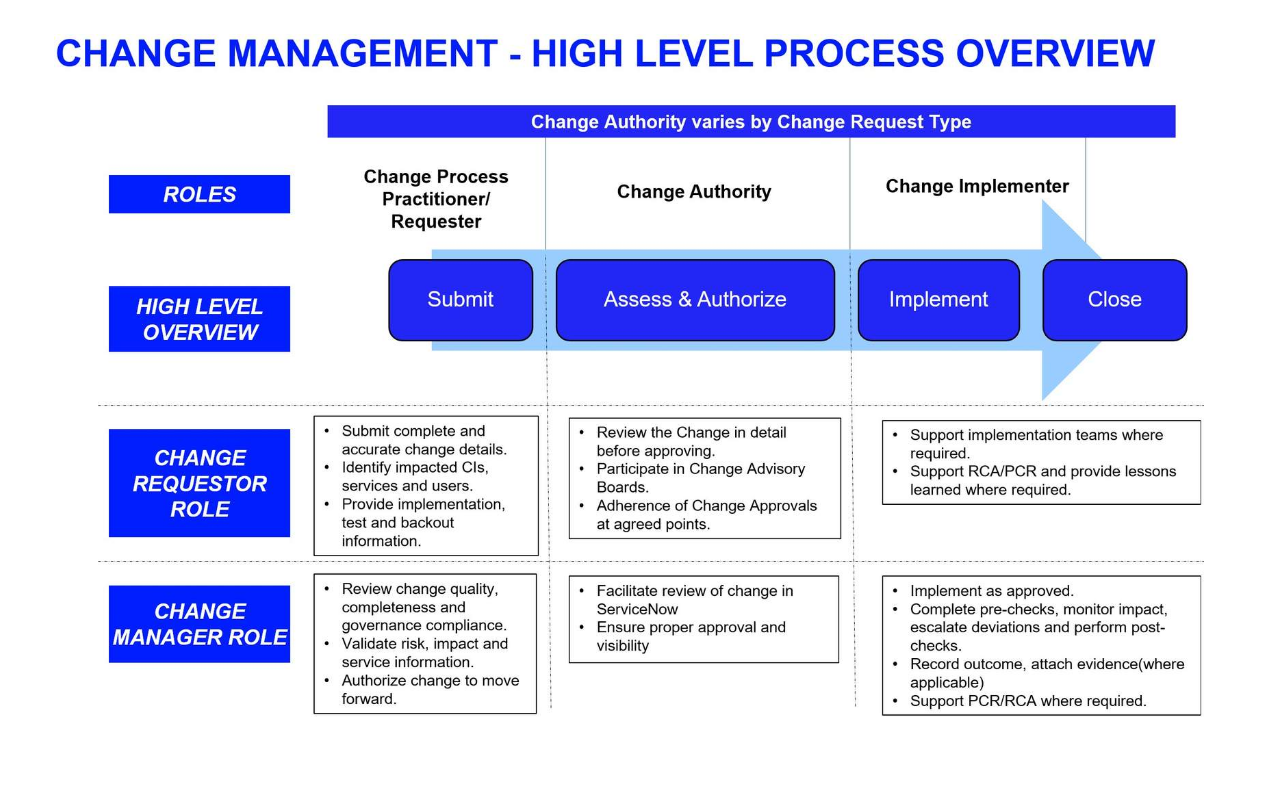 CHANGE MANAGEMENT - HIGH LEVEL PROCESS OVERVIEW
Change Authority varies by Change Request Type
ROLES
Change Process
Practitioner/
Requester
Change Authority
Change Implementer
HIGH LEVEL
OVERVIEW
Submit
Assess & Authorize
Implement
Close
CHANGE
REQUESTOR
ROLE
• Submit complete and
accurate change details.
• Identify impacted CIs,
services and users.
• Provide implementation,
test and backout
information.
• Review the Change in detail
before approving.
• Participate in Change Advisory
Boards.
• Adherence of Change Approvals
at agreed points.
• Support implementation teams where
required.
• Support RCA/PCR and provide lessons
learned where required.
CHANGE
MANAGER ROLE
• Review change quality,
completeness and
governance compliance.
• Validate risk, impact and
service information.
• Authorize change to move
forward.
• Facilitate review of change in
ServiceNow
• Ensure proper approval and
visibility
• Implement as approved.
• Complete pre-checks, monitor impact,
escalate deviations and perform post-
checks.
• Record outcome, attach evidence(where
applicable)
• Support PCR/RCA where required.